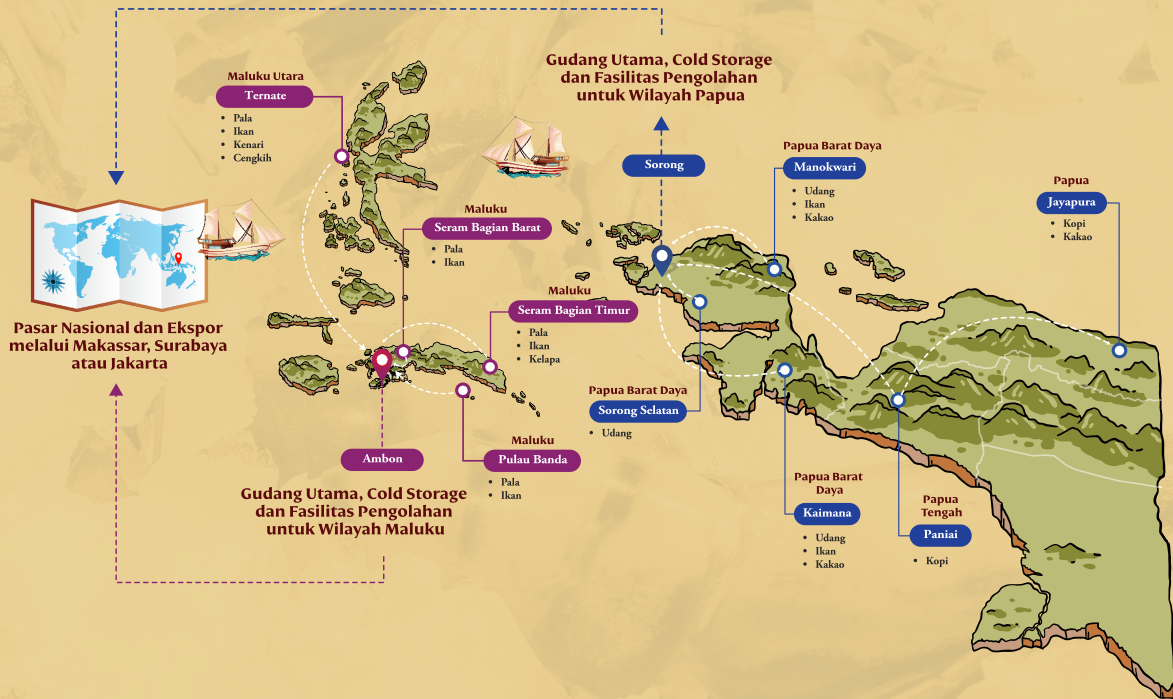 Gudang Utama, Cold Storage
dan Fasilitas Pengolahan
untuk Wilayah Papua
Maluku Utara
Ternate
• Pala
• Ikan
• Kenari
• Cengkih
Sorong
Papua Barat Daya
Manokwari
• Udang
• Ikan
• Kakao
Papua
Jayapura
• Kopi
• Kakao
Maluku
Seram Bagian Barat
• Pala
• Ikan
Maluku
Seram Bagian Timur
• Pala
• Ikan
• Kelapa
Pasar Nasional dan Ekspor
melalui Makassar, Surabaya
atau Jakarta
Papua Barat Daya
Sorong Selatan
• Udang
Maluku
Pulau Banda
• Pala
• Ikan
Ambon
Gudang Utama, Cold Storage
dan Fasilitas Pengolahan
untuk Wilayah Maluku
Papua Barat
Daya
Kaimana
• Udang
• Ikan
• Kakao
Papua
Tengah
Paniai
• Kopi